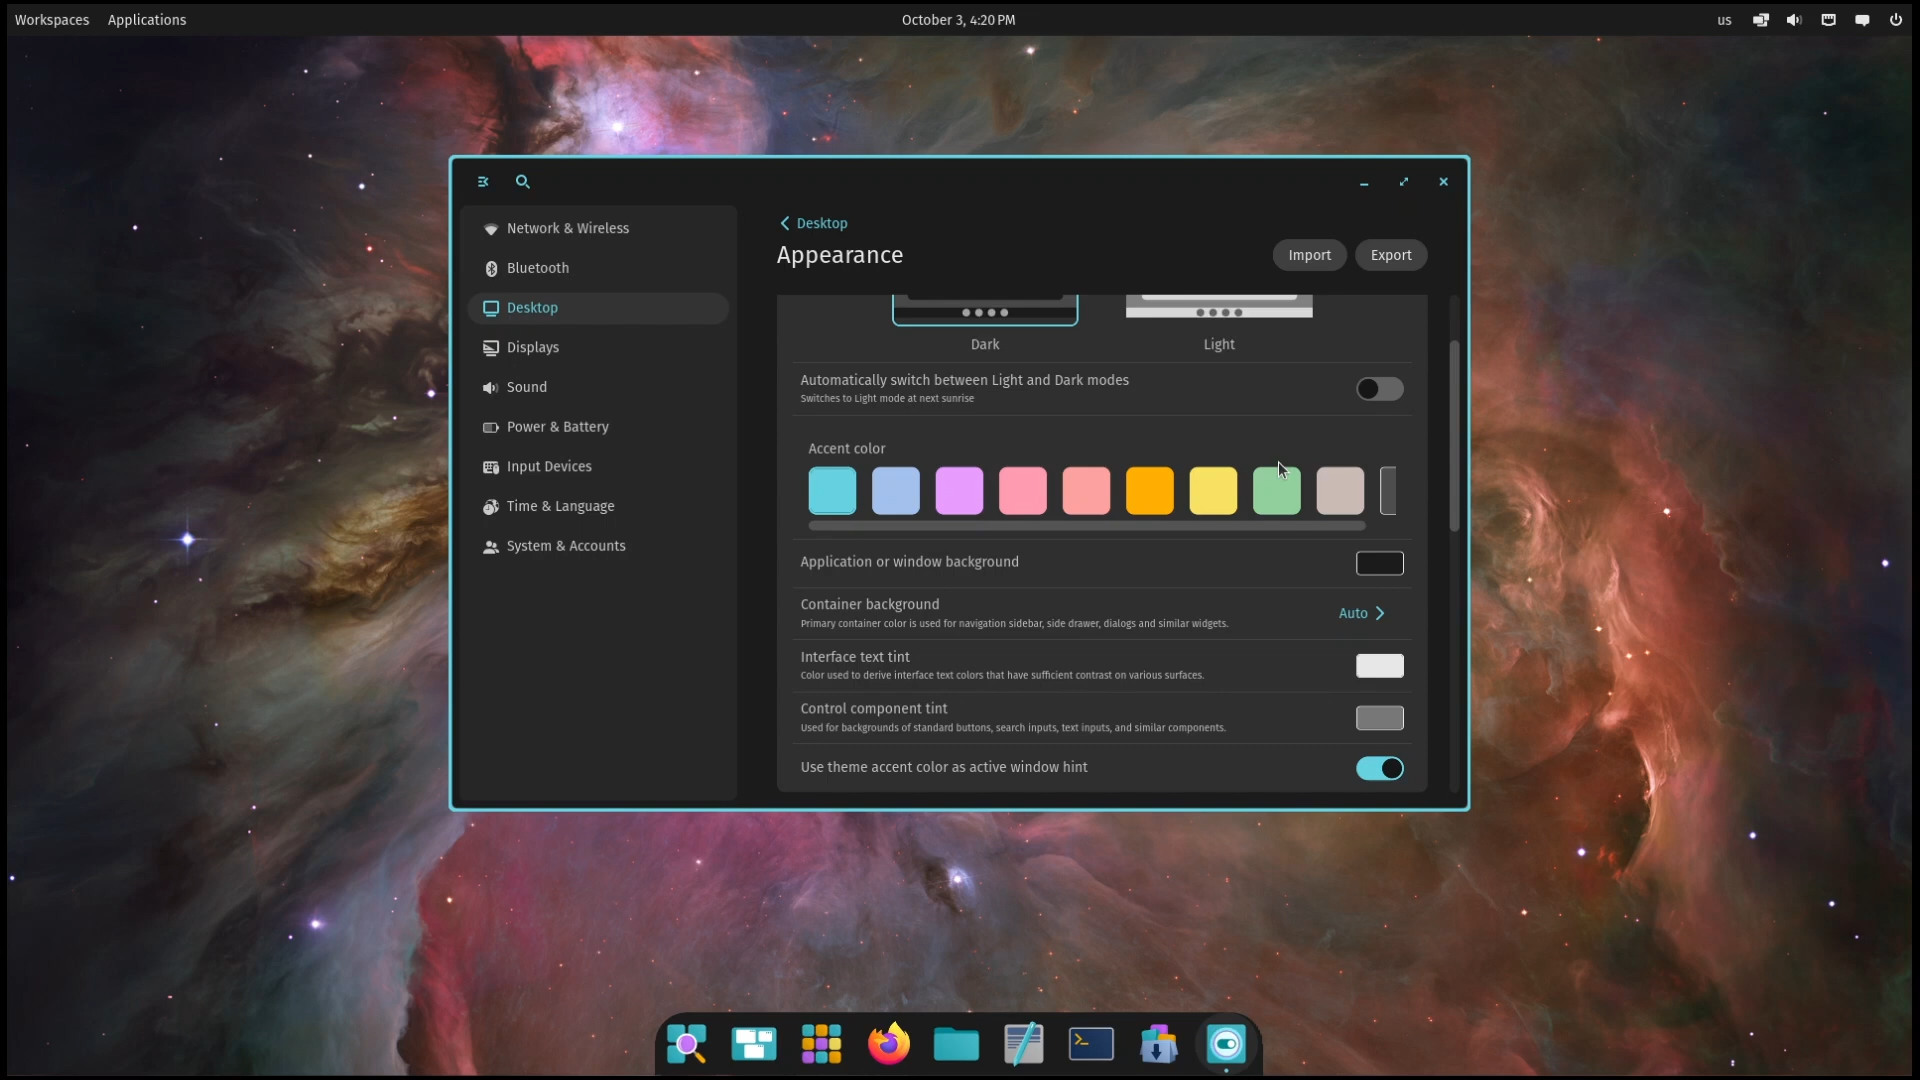 Workspaces Applications October 3, 4:20 PM us
Desktop
Appearance Import Export
Network & Wireless
Bluetooth
Desktop
Displays
Sound
Power & Battery
Input Devices
Time & Language
System & Accounts
Dark Light
Automatically switch between Light and Dark modes
Switches to Light mode at next sunrise
Accent color
Application or window background
Container background
Primary container color is used for navigation sidebar, side drawer, dialogs and similar widgets.
Auto
Interface text tint
Color used to derive interface text colors that have sufficient contrast on various surfaces.
Control component tint
Used for backgrounds of standard buttons, search inputs, text inputs, and similar components.
Use theme accent color as active window hint